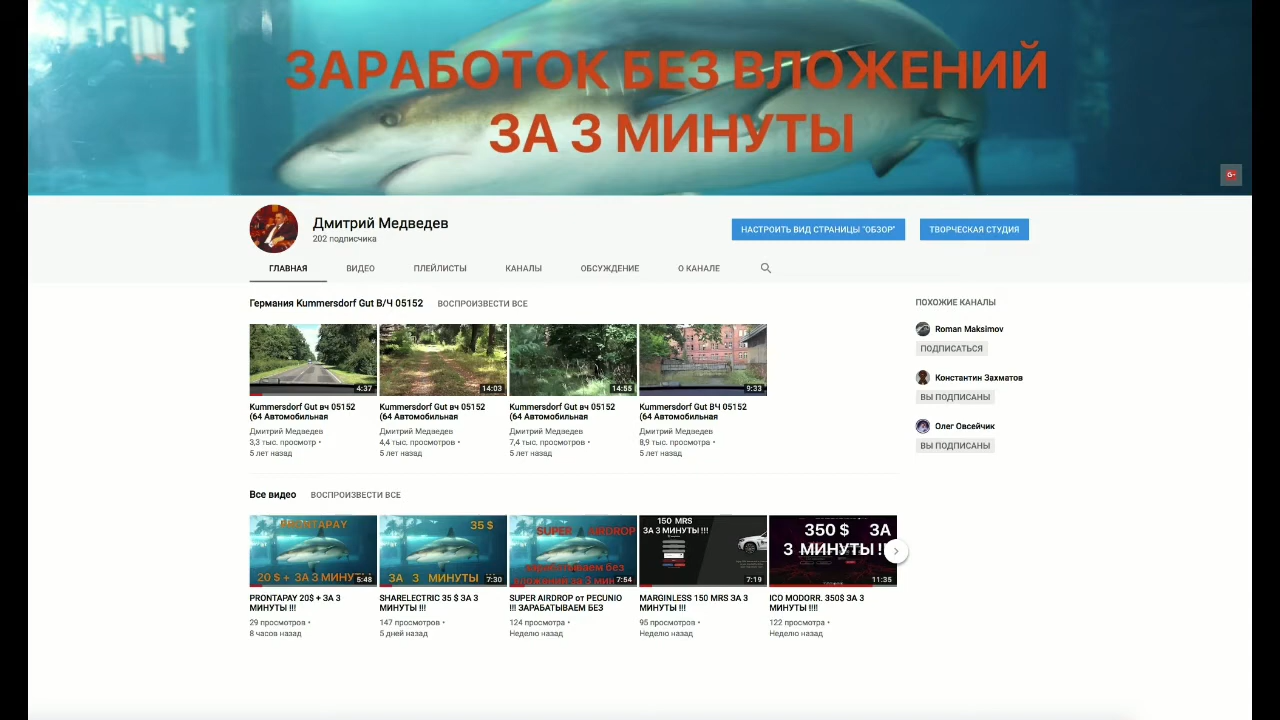 ЗАРАБОТОК БЕЗ ВЛОЖЕНИЙ
ЗА 3 МИНУТЫ
G+
Дмитрий Медведев
202 подписчика
НАСТРОИТЬ ВИД СТРАНИЦЫ "ОБЗОР"
ТВОРЧЕСКАЯ СТУДИЯ
ГЛАВНАЯ ВИДЕО ПЛЕЙЛИСТЫ КАНАЛЫ ОБСУЖДЕНИЕ О КАНАЛЕ
Германия Kummersdorf Gut В/Ч 05152 ВОСПРОИЗВЕСТИ ВСЕ
4:37
Kummersdorf Gut вч 05152
(64 Автомобильная
Дмитрий Медведев
3,3 тыс. просмотр •
5 лет назад
14:03
Kummersdorf Gut вч 05152
(64 Автомобильная
Дмитрий Медведев
4,4 тыс. просмотров •
5 лет назад
14:55
Kummersdorf Gut вч 05152
(64 Автомобильная
Дмитрий Медведев
7,4 тыс. просмотров •
5 лет назад
9:33
Kummersdorf Gut ВЧ 05152
(64 Автомобильная
Дмитрий Медведев
8,9 тыс. просмотра •
5 лет назад
ПОХОЖИЕ КАНАЛЫ
Roman Maksimov
ПОДПИСАТЬСЯ
Константин Захматов
ВЫ ПОДПИСАНЫ
Олег Овсейчик
ВЫ ПОДПИСАНЫ
Все видео ВОСПРОИЗВЕСТИ ВСЕ
PRONTAPAY
20 $ + ЗА 3 МИНУТЫ
5:48
PRONTAPAY 20$ + ЗА 3
МИНУТЫ !!!
29 просмотров •
8 часов назад
35 $
ЗА 3 МИНУТЫ
7:30
SHARELECTRIC 35 $ ЗА 3
МИНУТЫ !!!
147 просмотров •
5 дней назад
SUPER AIRDROP
зарабатываем без
вложений за 3 мин
7:54
SUPER AIRDROP от PECUNIO
!!! ЗАРАБАТЫВАЕМ БЕЗ
124 просмотра •
Неделю назад
150 MRS
ЗА 3 МИНУТЫ !!!
7:19
MARGINLESS 150 MRS ЗА 3
МИНУТЫ !!!
95 просмотров •
Неделю назад
350 $ ЗА
3 МИНУТЫ !!
11:35
ICO MODORR. 350$ ЗА 3
МИНУТЫ !!!!
122 просмотра •
Неделю назад